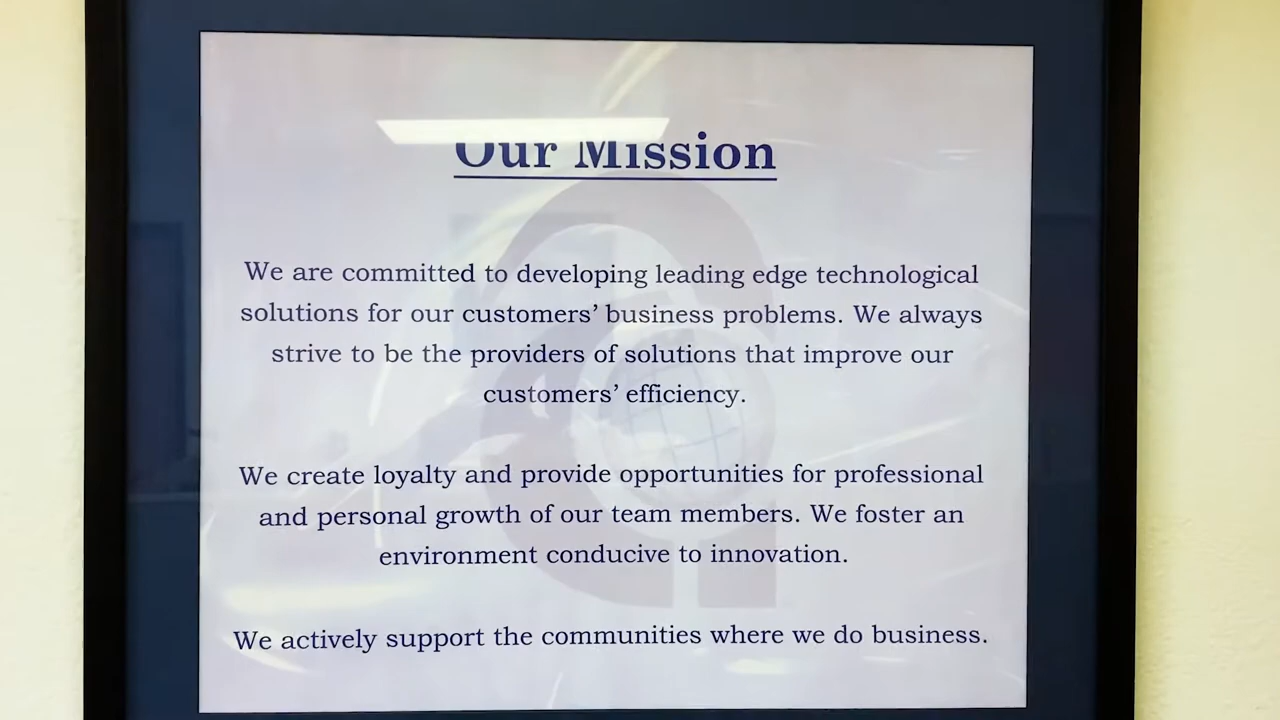 Our Mission
We are committed to developing leading edge technological
solutions for our customers’ business problems. We always
strive to be the providers of solutions that improve our
customers’ efficiency.
We create loyalty and provide opportunities for professional
and personal growth of our team members. We foster an
environment conducive to innovation.
We actively support the communities where we do business.